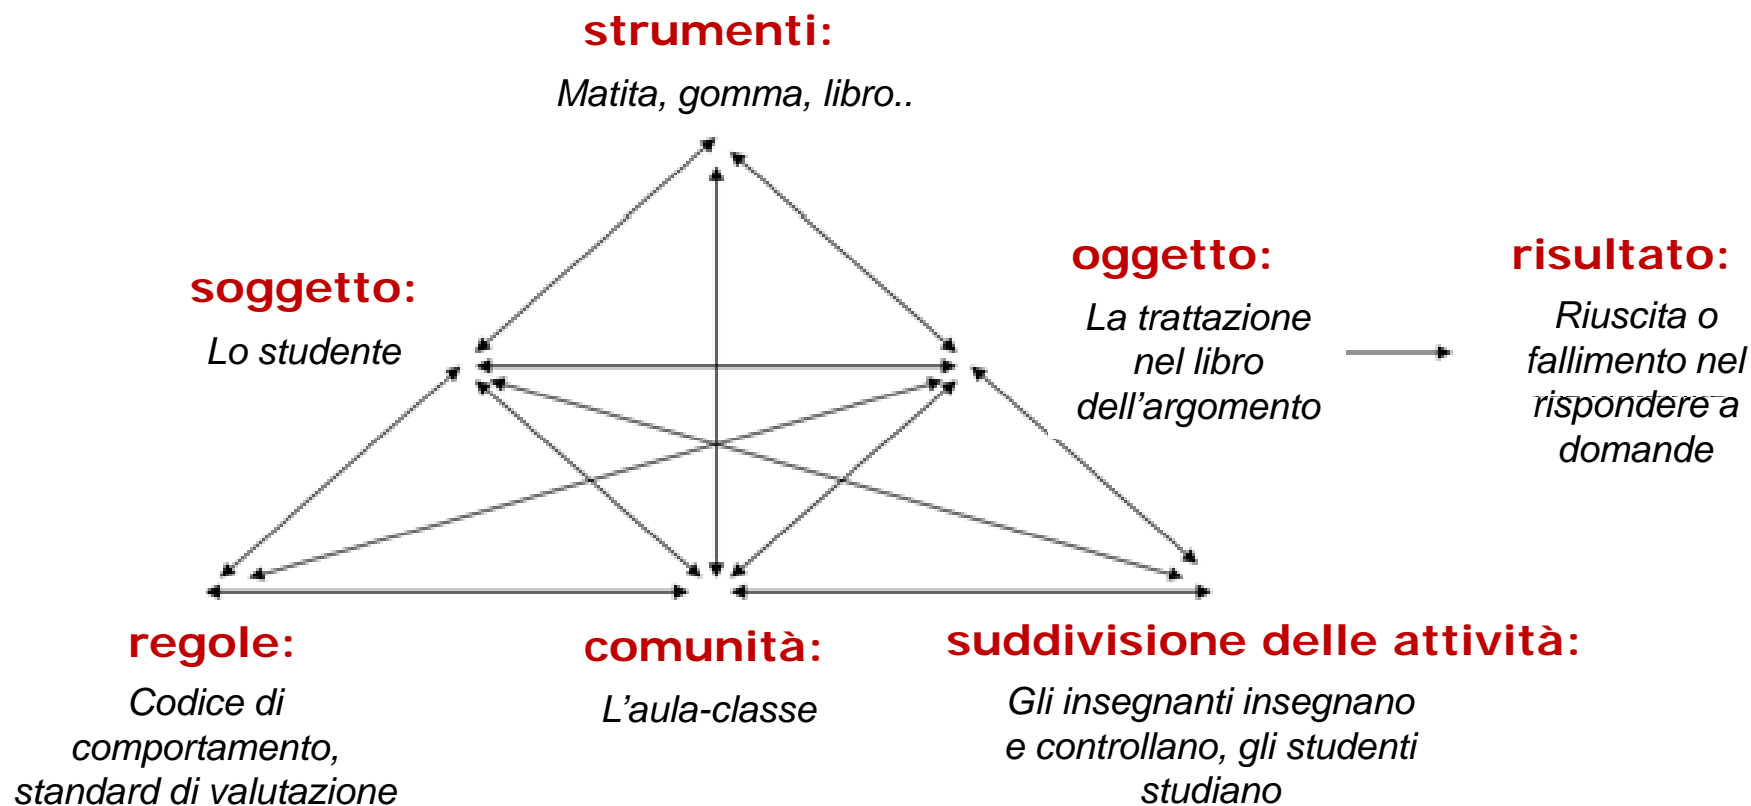 strumenti:
Matita, gomma, libro..
soggetto:
Lo studente
oggetto:
La trattazione
nel libro
dell’argomento
risultato:
Riuscita o
fallimento nel
rispondere a
domande
regole:
Codice di
comportamento,
standard di valutazione
comunità:
L’aula-classe
suddivisione delle attività:
Gli insegnanti insegnano
e controllano, gli studenti
studiano